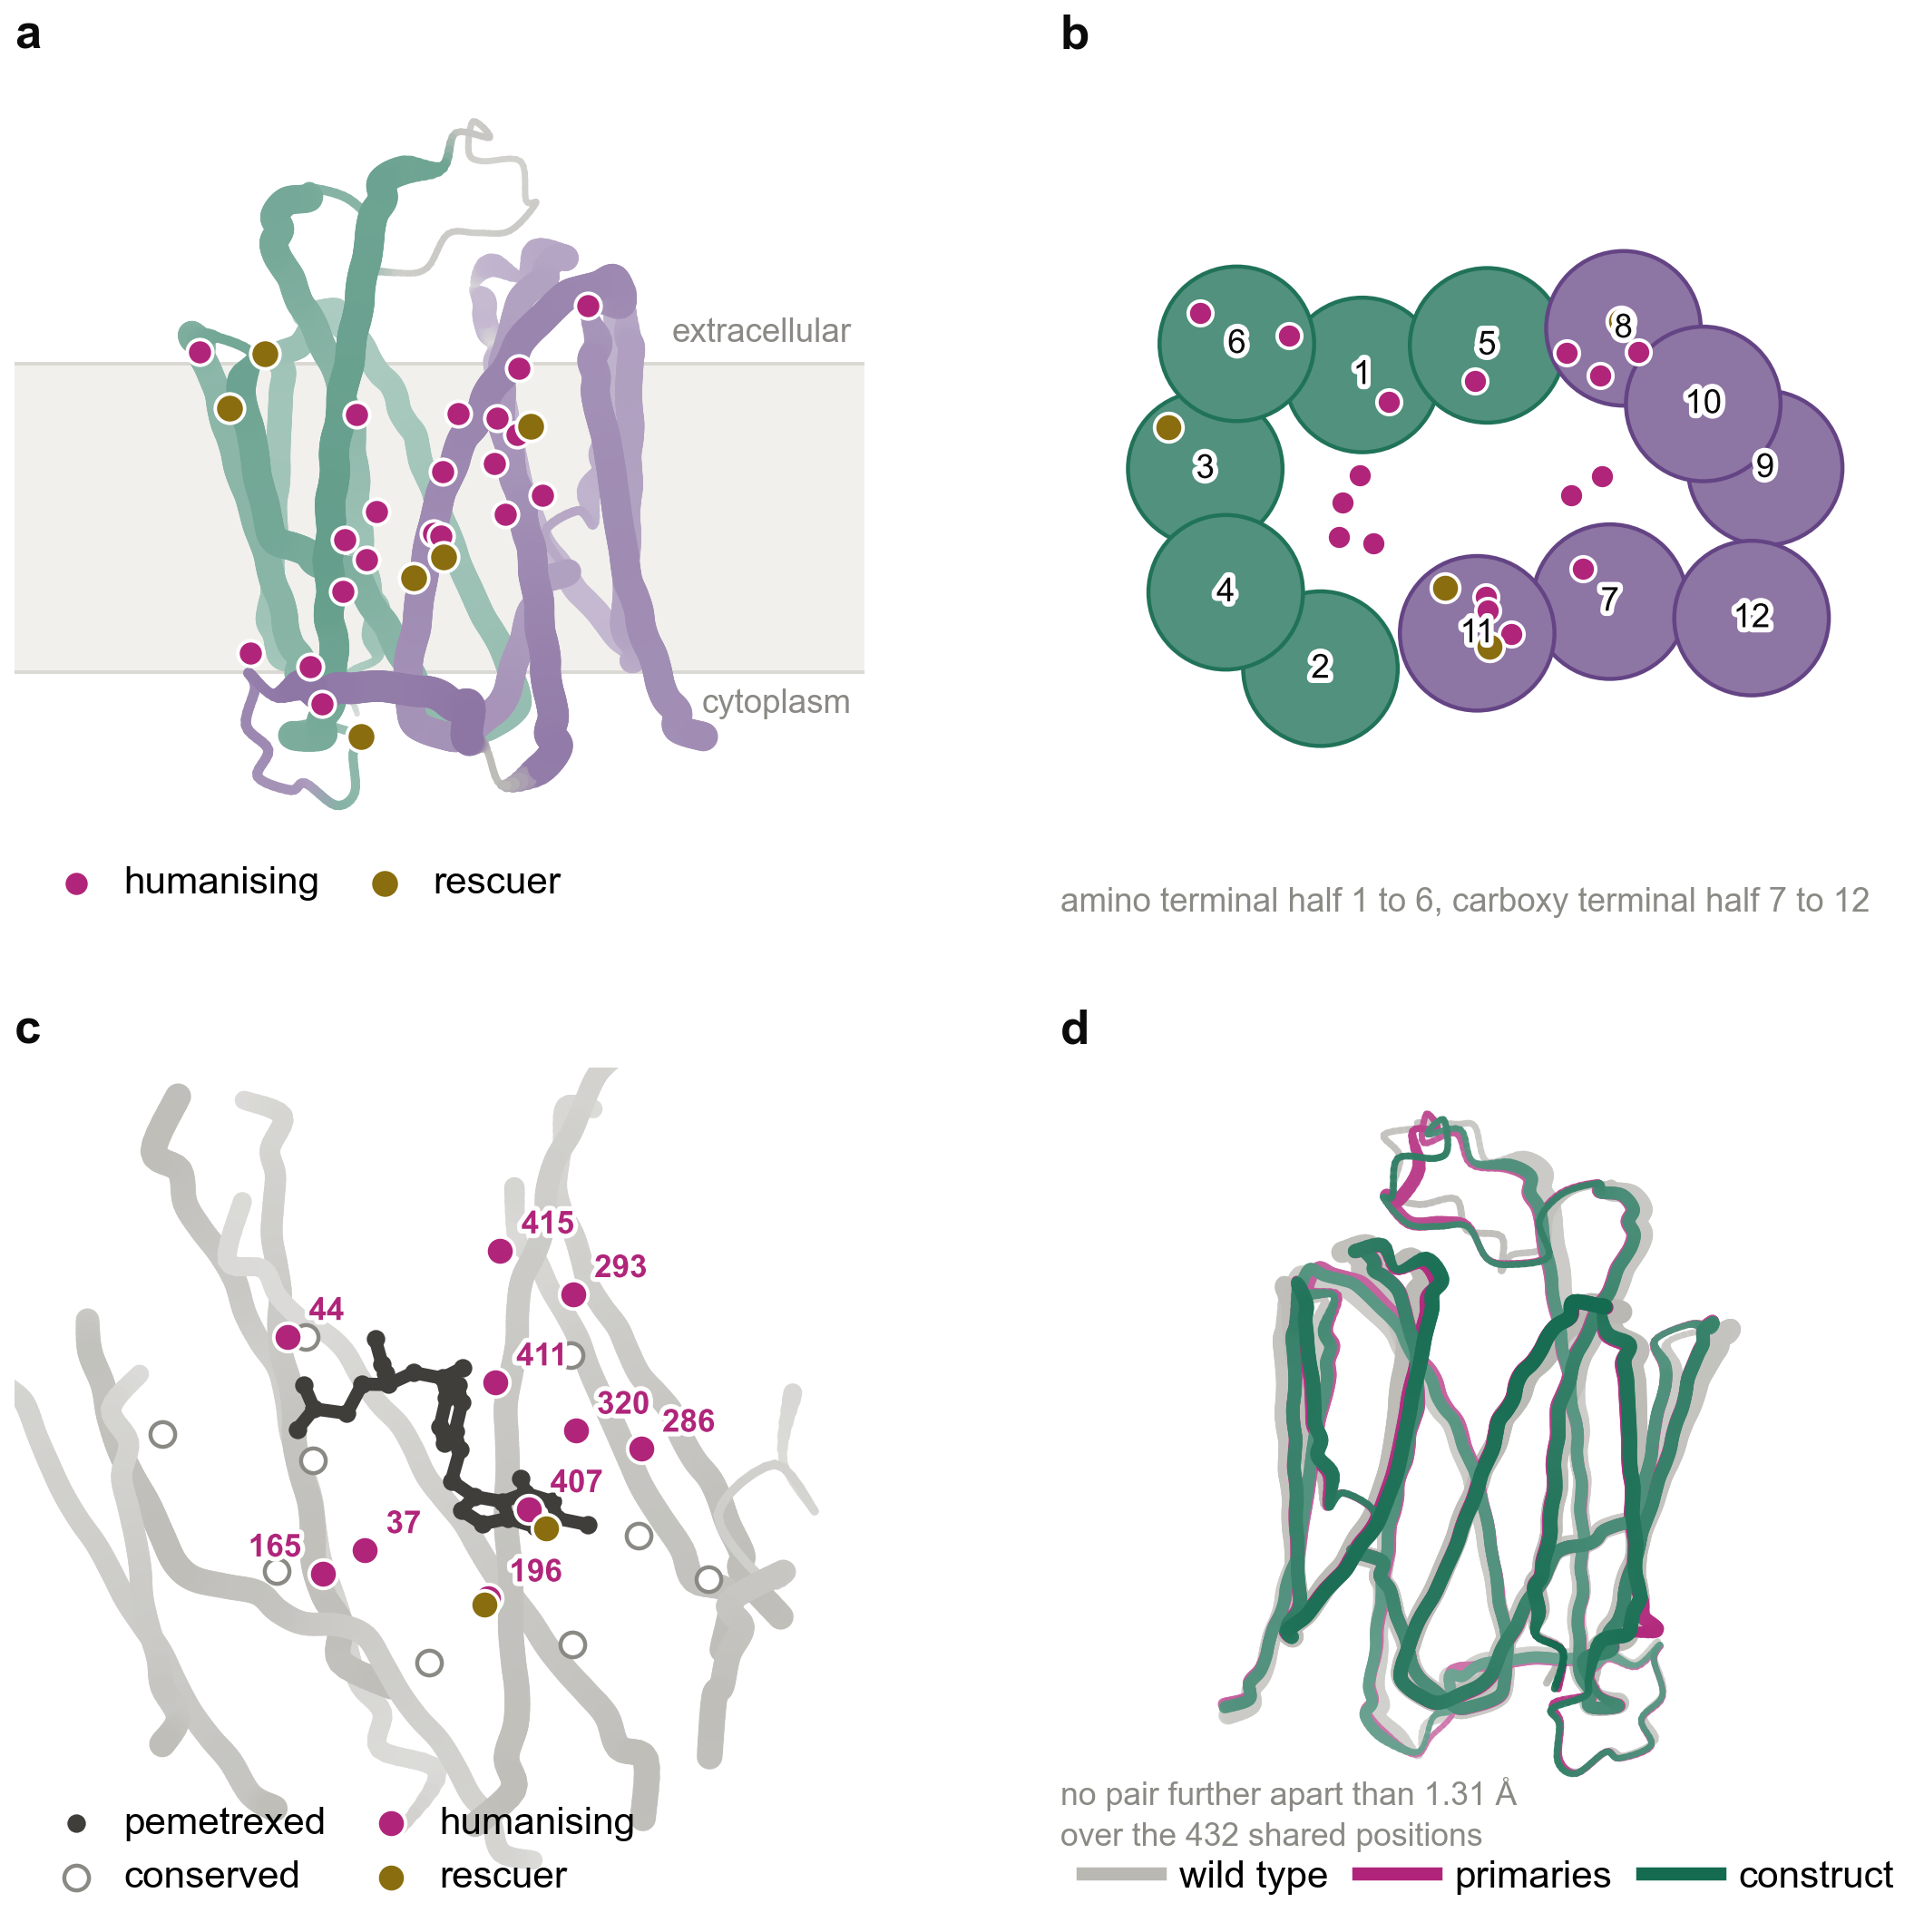 a
extracellular
cytoplasm
humanising
rescuer
b
6
1
5
8
10
9
3
4
2
11
7
12
amino terminal half 1 to 6, carboxy terminal half 7 to 12
c
415
293
44
411
320
286
407
37
165
196
pemetrexed
humanising
conserved
rescuer
d
no pair further apart than 1.31 Å
over the 432 shared positions
wild type
primaries
construct